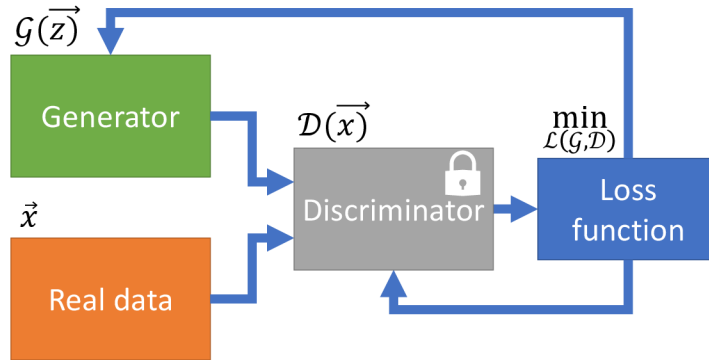 𝒢(z⃗)
Generator
x⃗
Real data
𝒟(x⃗)
Discriminator
min
ℒ(𝒢,𝒟)
Loss
function